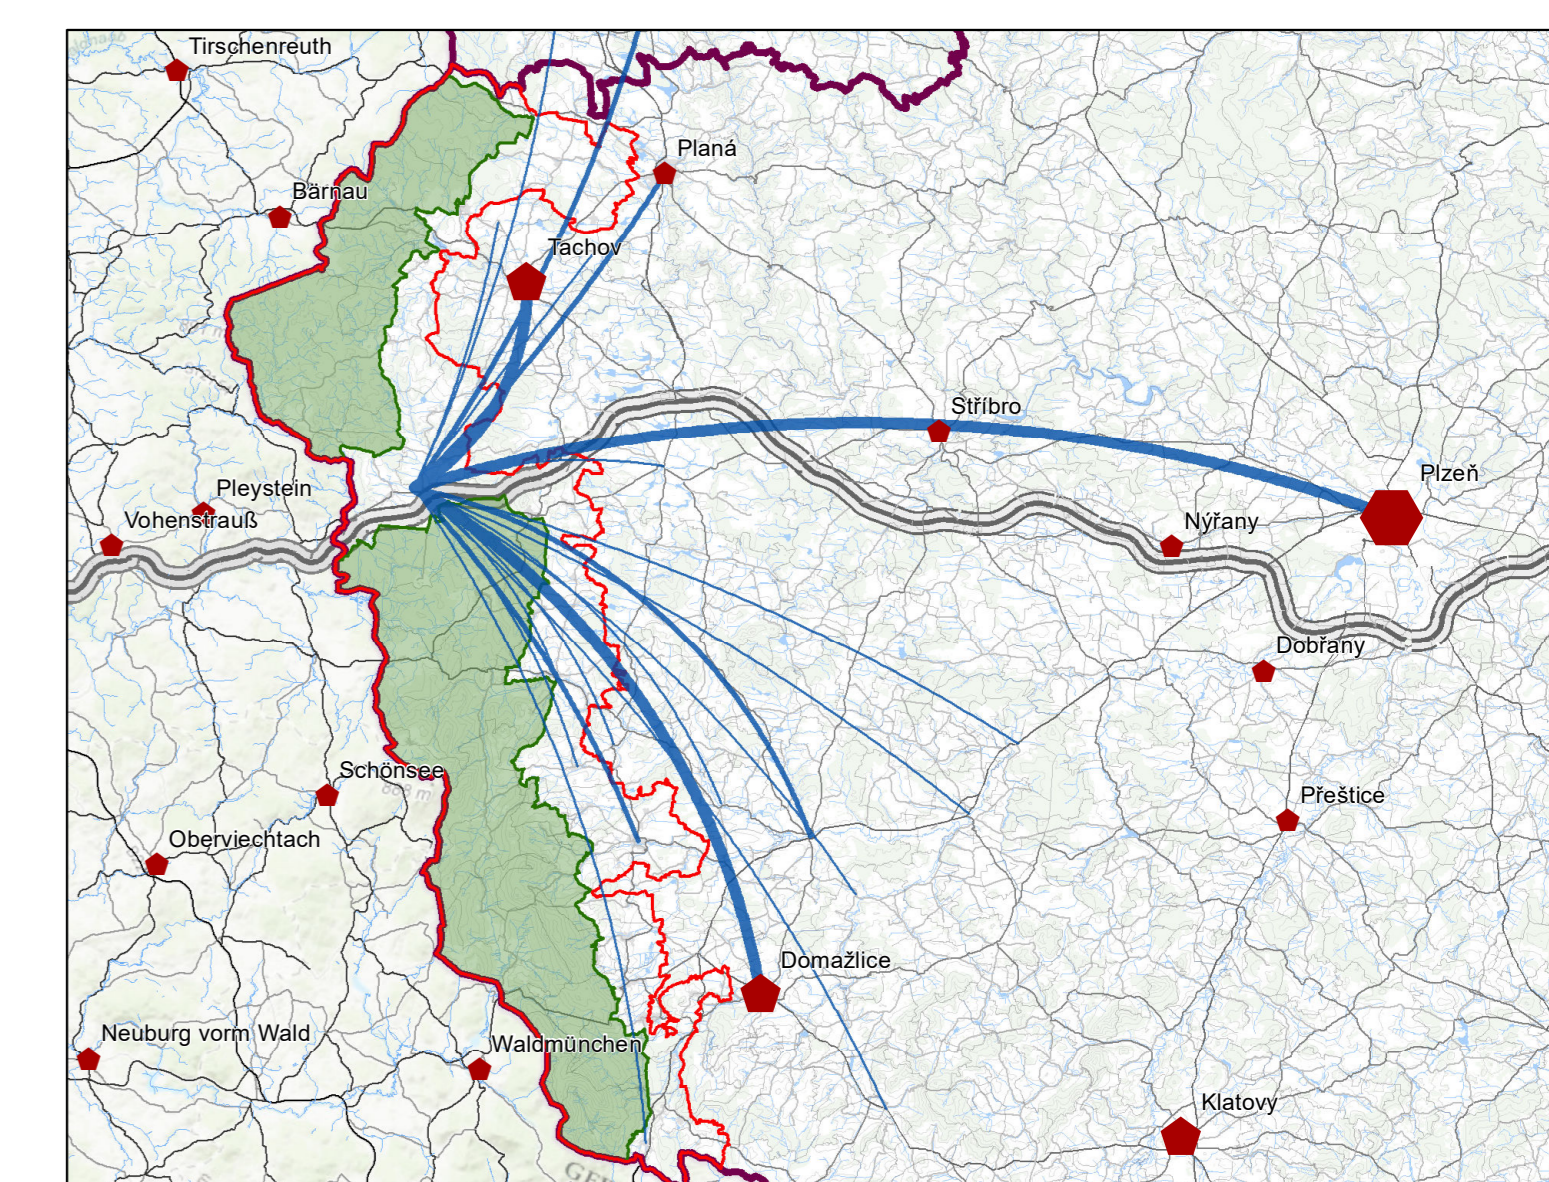 Tirschenreuth
Planá
Bärnau
Tachov
Stříbro
Plzeň
Pleystein
Vohenstrauß
Nýřany
Dobřany
Schönsee
Přeštice
Oberviechtach
Domažlice
Neuburg vorm Wald
Waldmünchen
Klatovy